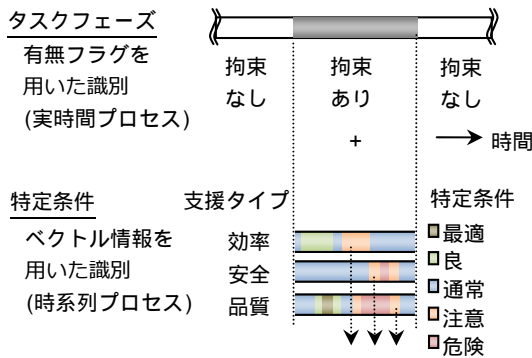 タスクフェーズ
有無フラグを
用いた識別
(実時間プロセス)
拘束
なし
拘束
あり
拘束
なし
+
時間
特定条件
ベクトル情報を
用いた識別
(時系列プロセス)
支援タイプ
効率
安全
品質
特定条件
最適
良
通常
注意
危険